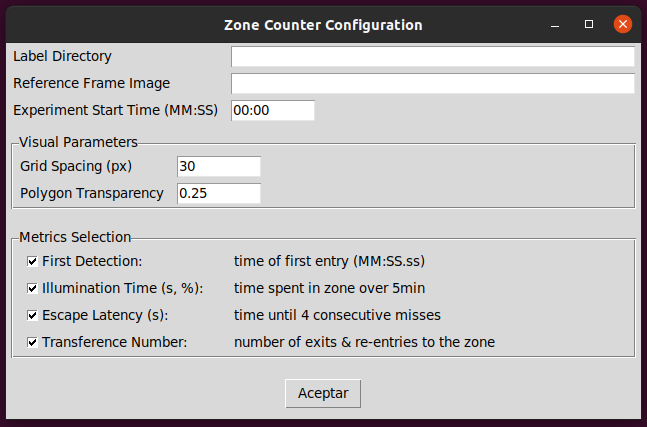 Zone Counter Configuration
Label Directory
Reference Frame Image
Experiment Start Time (MM:SS) 00:00
Visual Parameters
Grid Spacing (px) 30
Polygon Transparency 0.25
Metrics Selection
First Detection: time of first entry (MM:SS.ss)
Illumination Time (s, %): time spent in zone over 5min
Escape Latency (s): time until 4 consecutive misses
Transference Number: number of exits & re-entries to the zone
Aceptar